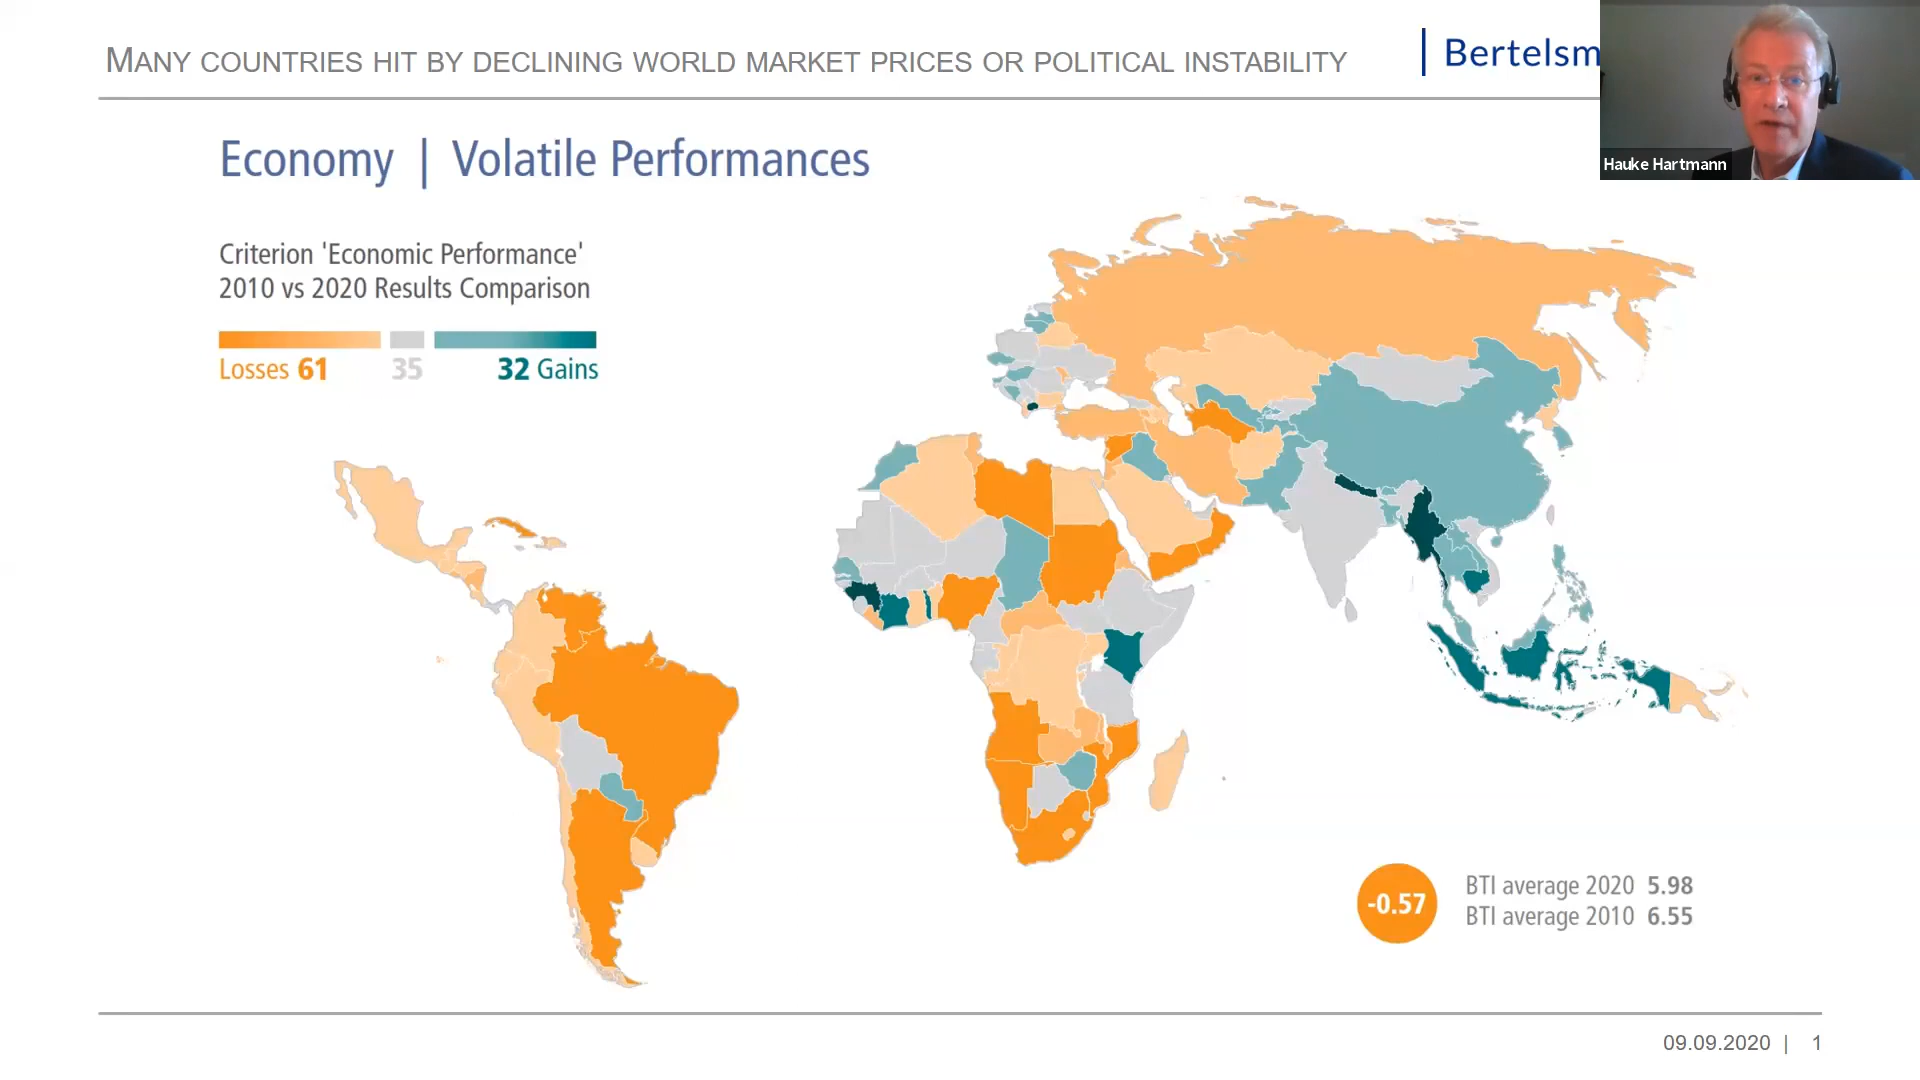 MANY COUNTRIES HIT BY DECLINING WORLD MARKET PRICES OR POLITICAL INSTABILITY
Bertelsm
Hauke Hartmann
Economy | Volatile Performances
Criterion 'Economic Performance'
2010 vs 2020 Results Comparison
Losses 61 35 32 Gains
-0.57
BTI average 2020 5.98
BTI average 2010 6.55
09.09.2020 | 1